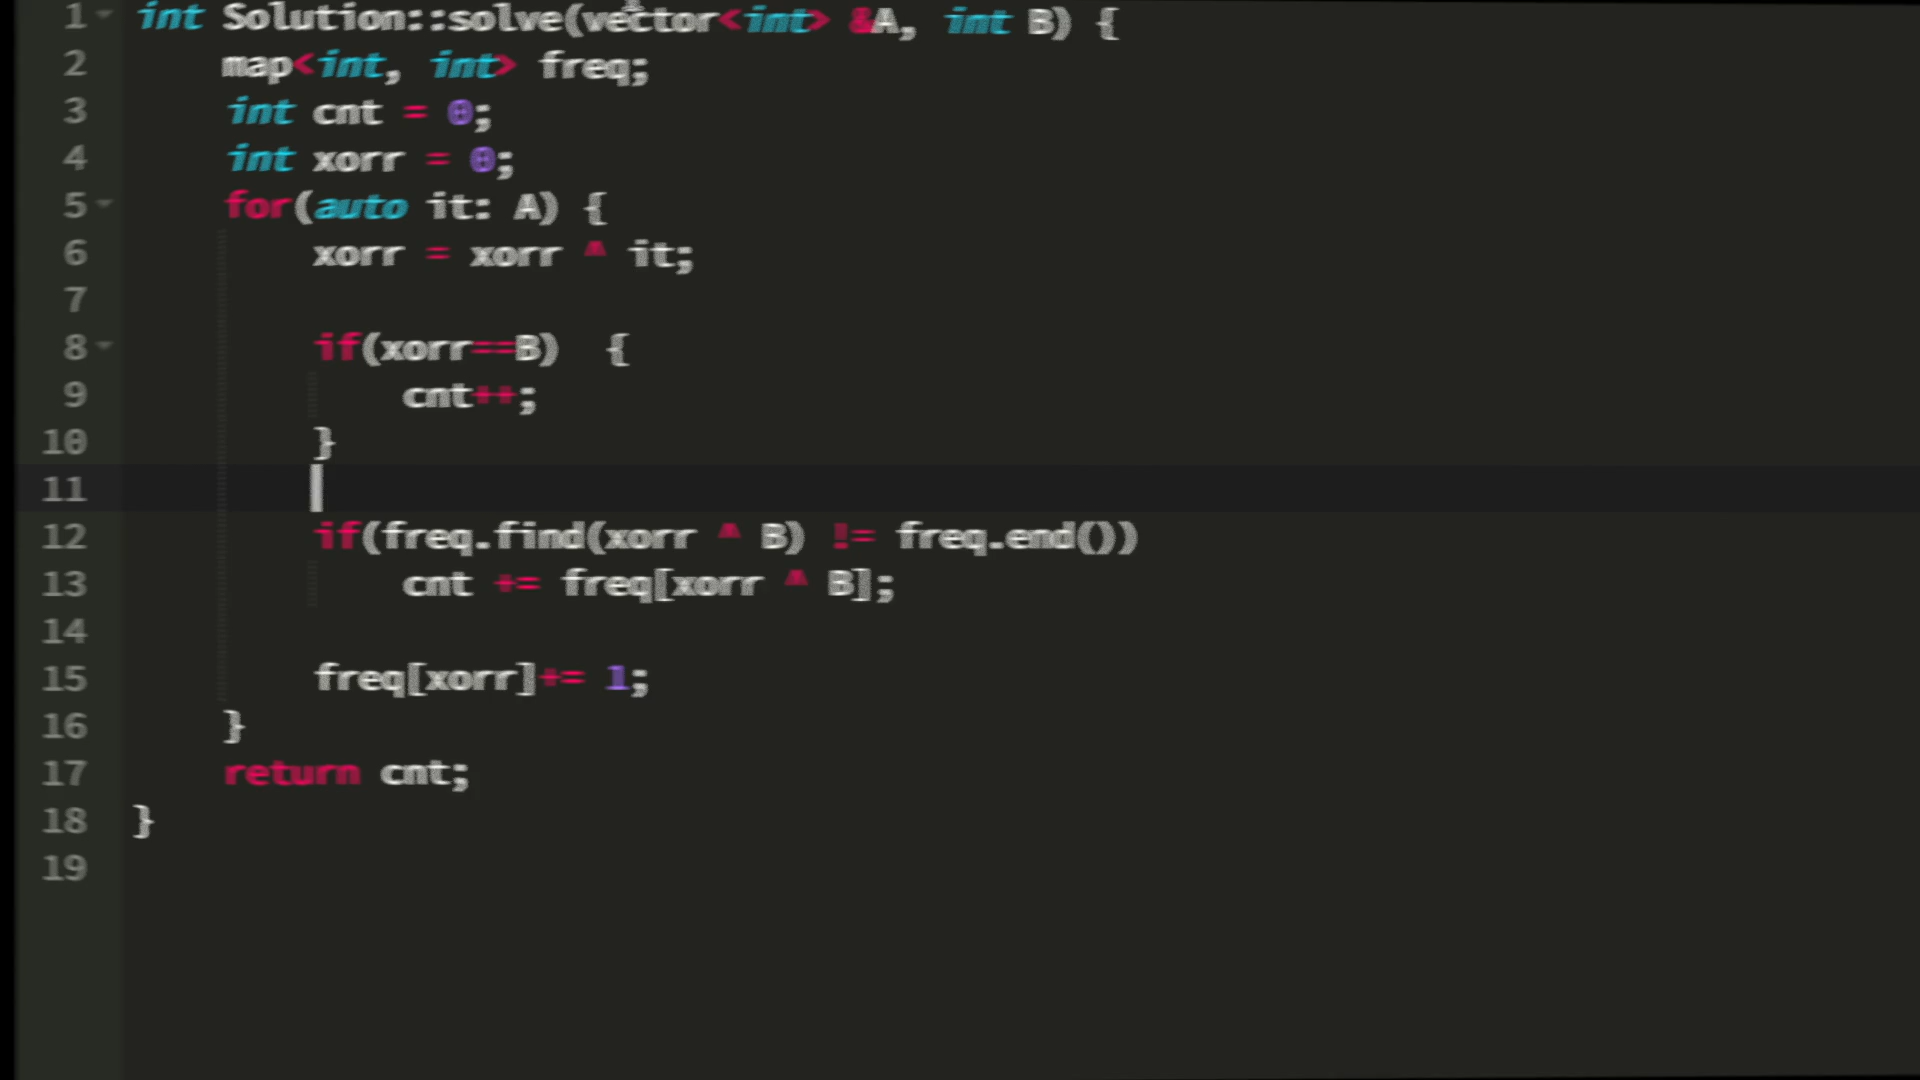 1 int Solution::solve(vector<int> &A, int B) {
2 map<int, int> freq;
3 int cnt = 0;
4 int xorr = 0;
5 for(auto it: A) {
6 xorr = xorr ^ it;
7
8 if(xorr==B)  {
9 cnt++;
10 }
11
12 if(freq.find(xorr ^ B) != freq.end())
13 cnt += freq[xorr ^ B];
14
15 freq[xorr]+= 1;
16 }
17 return cnt;
18 }
19